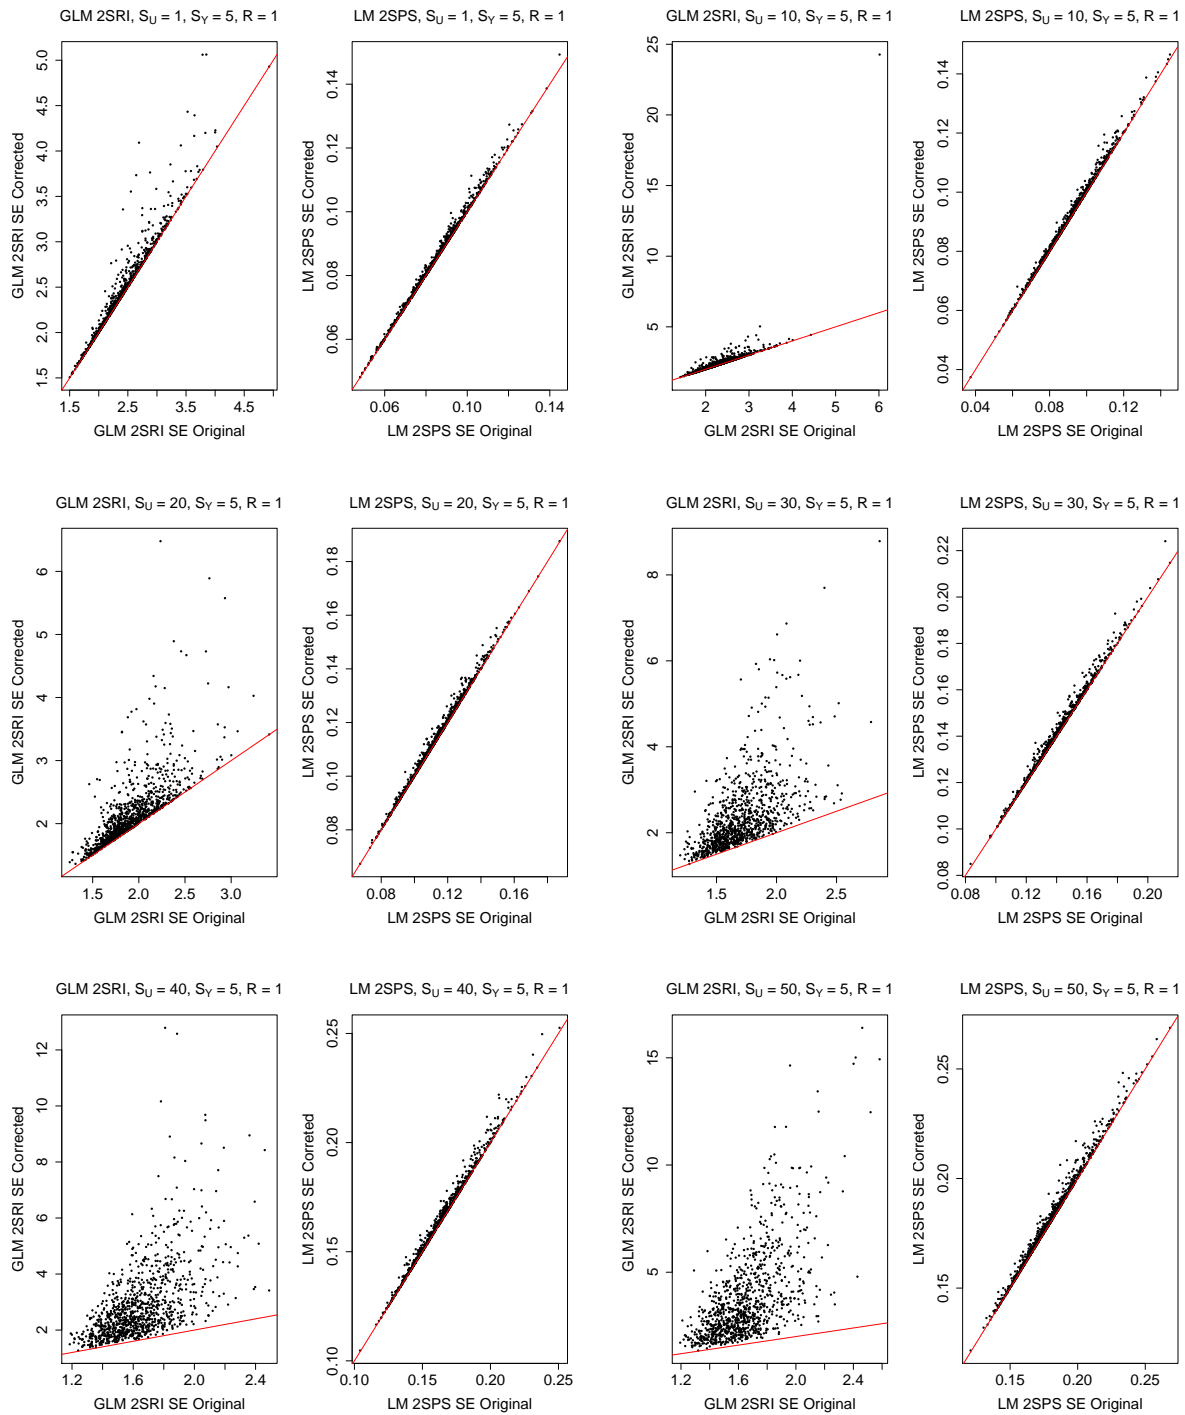 GLM 2SRI, S_U = 1, S_Y = 5, R = 1
GLM 2SRI SE Corrected
1.5 2.0 2.5 3.0 3.5 4.0 4.5 5.0
1.5 2.5 3.5 4.5
GLM 2SRI SE Original
LM 2SPS, S_U = 1, S_Y = 5, R = 1
LM 2SPS SE Correted
0.06 0.08 0.10 0.12 0.14
0.06 0.10 0.14
LM 2SPS SE Original
GLM 2SRI, S_U = 10, S_Y = 5, R = 1
GLM 2SRI SE Corrected
5 10 15 20 25
2 3 4 5 6
GLM 2SRI SE Original
LM 2SPS, S_U = 10, S_Y = 5, R = 1
LM 2SPS SE Correted
0.04 0.06 0.08 0.10 0.12 0.14
0.04 0.08 0.12
LM 2SPS SE Original
GLM 2SRI, S_U = 20, S_Y = 5, R = 1
GLM 2SRI SE Corrected
2 3 4 5 6
1.5 2.0 2.5 3.0
GLM 2SRI SE Original
LM 2SPS, S_U = 20, S_Y = 5, R = 1
LM 2SPS SE Correted
0.08 0.10 0.12 0.14 0.16 0.18
0.08 0.12 0.16
LM 2SPS SE Original
GLM 2SRI, S_U = 30, S_Y = 5, R = 1
GLM 2SRI SE Corrected
2 4 6 8
1.5 2.0 2.5
GLM 2SRI SE Original
LM 2SPS, S_U = 30, S_Y = 5, R = 1
LM 2SPS SE Correted
0.08 0.10 0.12 0.14 0.16 0.18 0.20 0.22
0.08 0.12 0.16 0.20
LM 2SPS SE Original
GLM 2SRI, S_U = 40, S_Y = 5, R = 1
GLM 2SRI SE Corrected
2 4 6 8 10 12
1.2 1.6 2.0 2.4
GLM 2SRI SE Original
LM 2SPS, S_U = 40, S_Y = 5, R = 1
LM 2SPS SE Correted
0.10 0.15 0.20 0.25
0.10 0.15 0.20 0.25
LM 2SPS SE Original
GLM 2SRI, S_U = 50, S_Y = 5, R = 1
GLM 2SRI SE Corrected
5 10 15
1.2 1.6 2.0 2.4
GLM 2SRI SE Original
LM 2SPS, S_U = 50, S_Y = 5, R = 1
LM 2SPS SE Correted
0.15 0.20 0.25
0.15 0.20 0.25
LM 2SPS SE Original